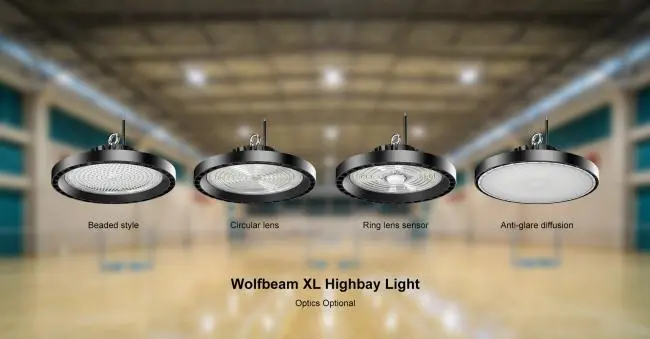 Beaded style
Circular lens
Ring lens sensor
Anti-glare diffusion
Wolfbeam XL Highbay Light
Optics Optional